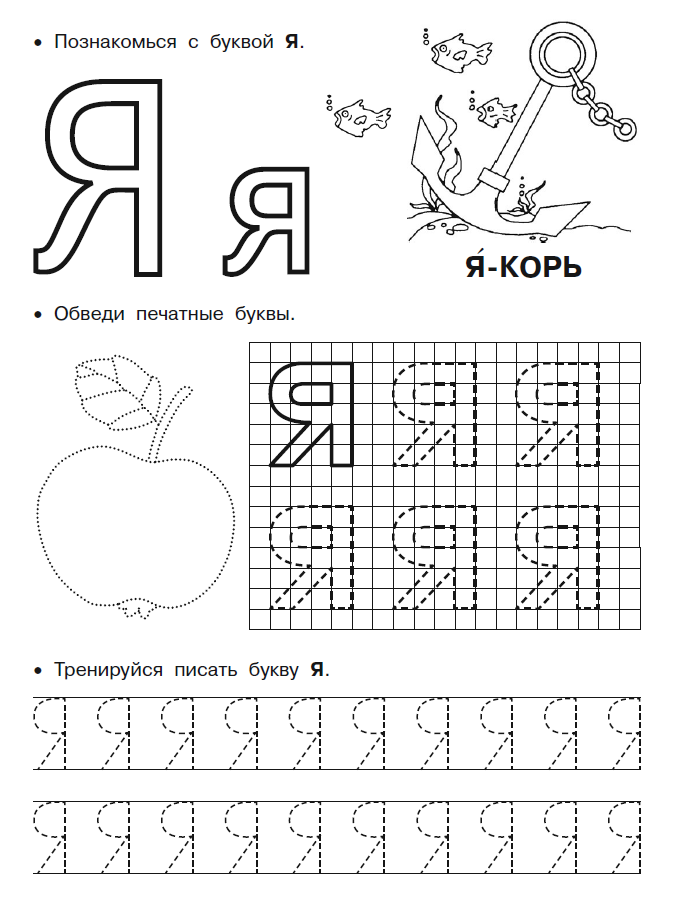 • Познакомься с буквой Я.
Я я
Я́-КОРЬ
• Обведи печатные буквы.
Я Я Я
Я Я Я
• Тренируйся писать букву Я.
Я Я Я Я Я Я Я Я Я Я
Я Я Я Я Я Я Я Я Я Я